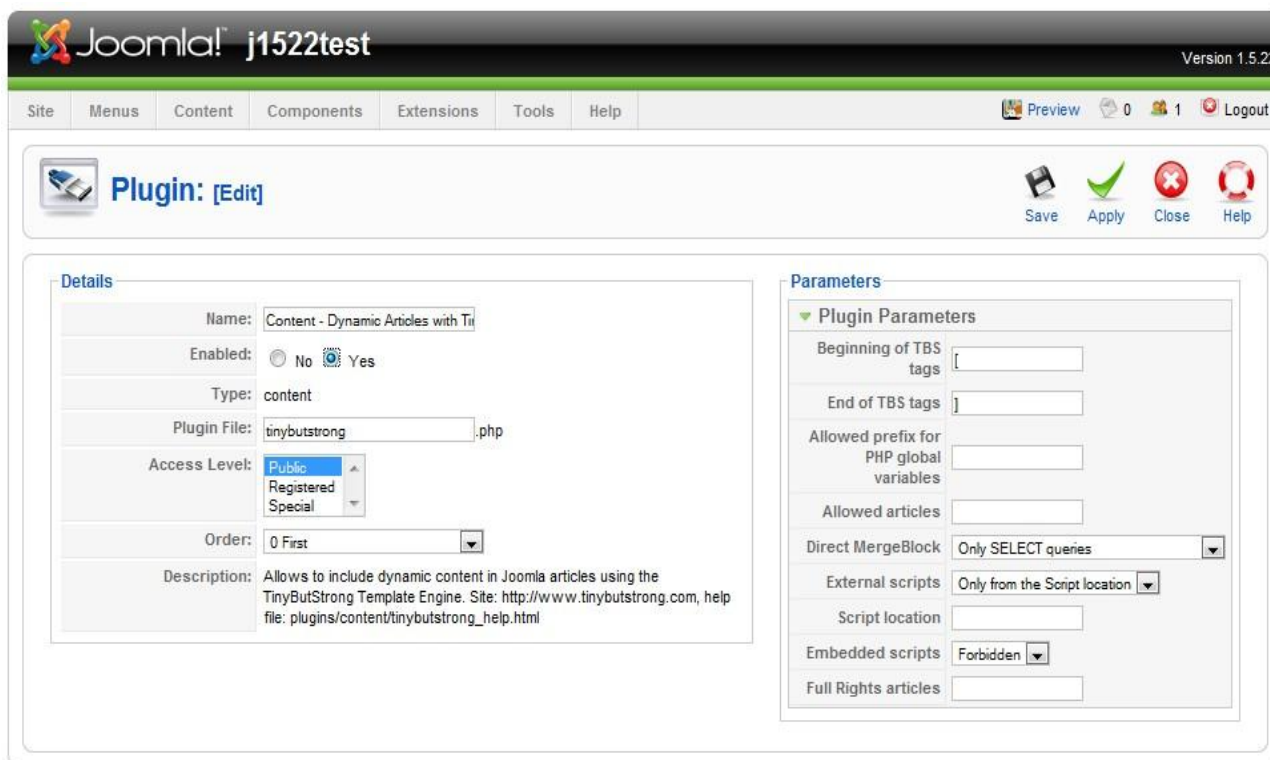 Joomla! j1522test
Version 1.5.22
Site Menus Content Components Extensions Tools Help Preview 0 1 Logout
Plugin: [Edit]
Save Apply Close Help
Details
Name: Content - Dynamic Articles with Ti
Enabled: No Yes
Type: content
Plugin File: tinybutstrong .php
Access Level: Public
Registered
Special
Order: 0 First
Description: Allows to include dynamic content in Joomla articles using the
TinyButStrong Template Engine. Site: http://www.tinybutstrong.com, help
file: plugins/content/tinybutstrong_help.html
Parameters
Plugin Parameters
Beginning of TBS
tags [
End of TBS tags ]
Allowed prefix for
PHP global
variables
Allowed articles
Direct MergeBlock Only SELECT queries
External scripts Only from the Script location
Script location
Embedded scripts Forbidden
Full Rights articles